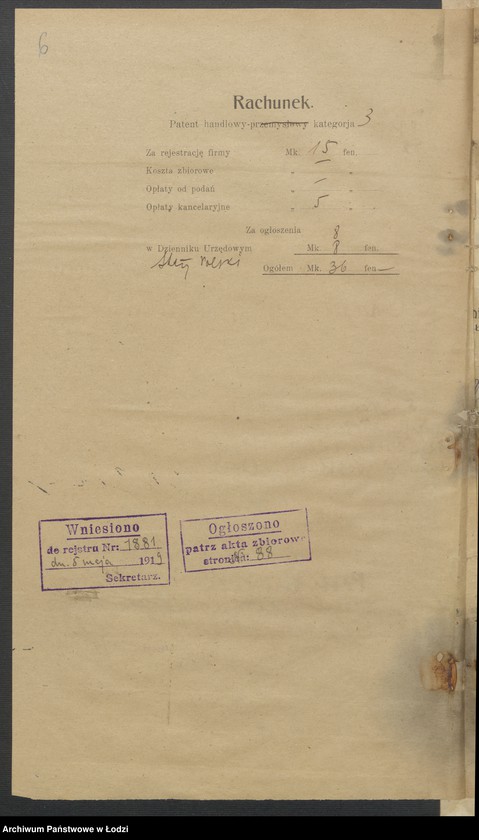 6
Rachunek.
Patent handlowy-przemysłowy kategorja 3
Za rejestrację firmy Mk. 15 fen.
Koszta zbiorowe " — "
Opłaty od podań " — "
Opłaty kancelaryjne " 5 "
Za ogłoszenia 8
w Dzienniku Urzędowym Mk. 8 fen.
Ogółem Mk. 36 fen —
Wniesiono
do rejstru Nr: 1881
dn. 6 maja 1919
Sekretarz.
Ogłoszono
patrz akta zbiorowe
stronica: 88
Archiwum Państwowe w Łodzi